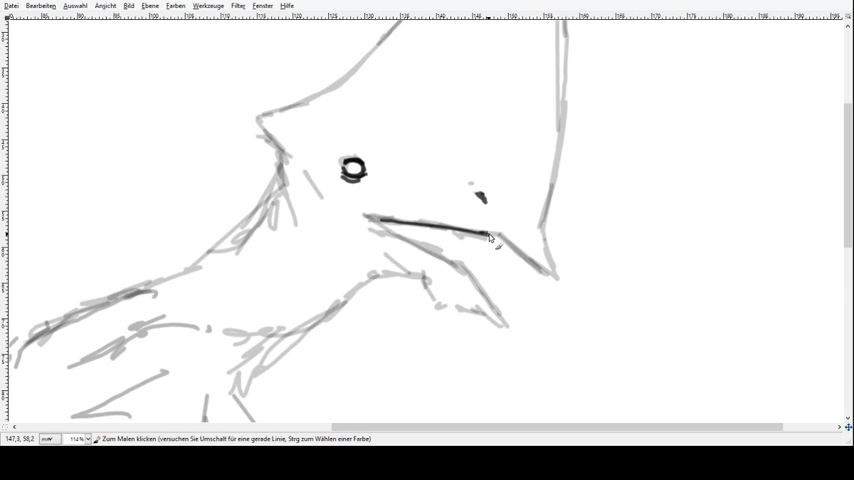 Datei Bearbeiten Auswahl Ansicht Bild Ebene Farben Werkzeuge Filter Fenster Hilfe
147,3, 58,2 mm 114 % Zum Malen klicken (versuchen Sie Umschalt für eine gerade Linie, Strg zum Wählen einer Farbe)